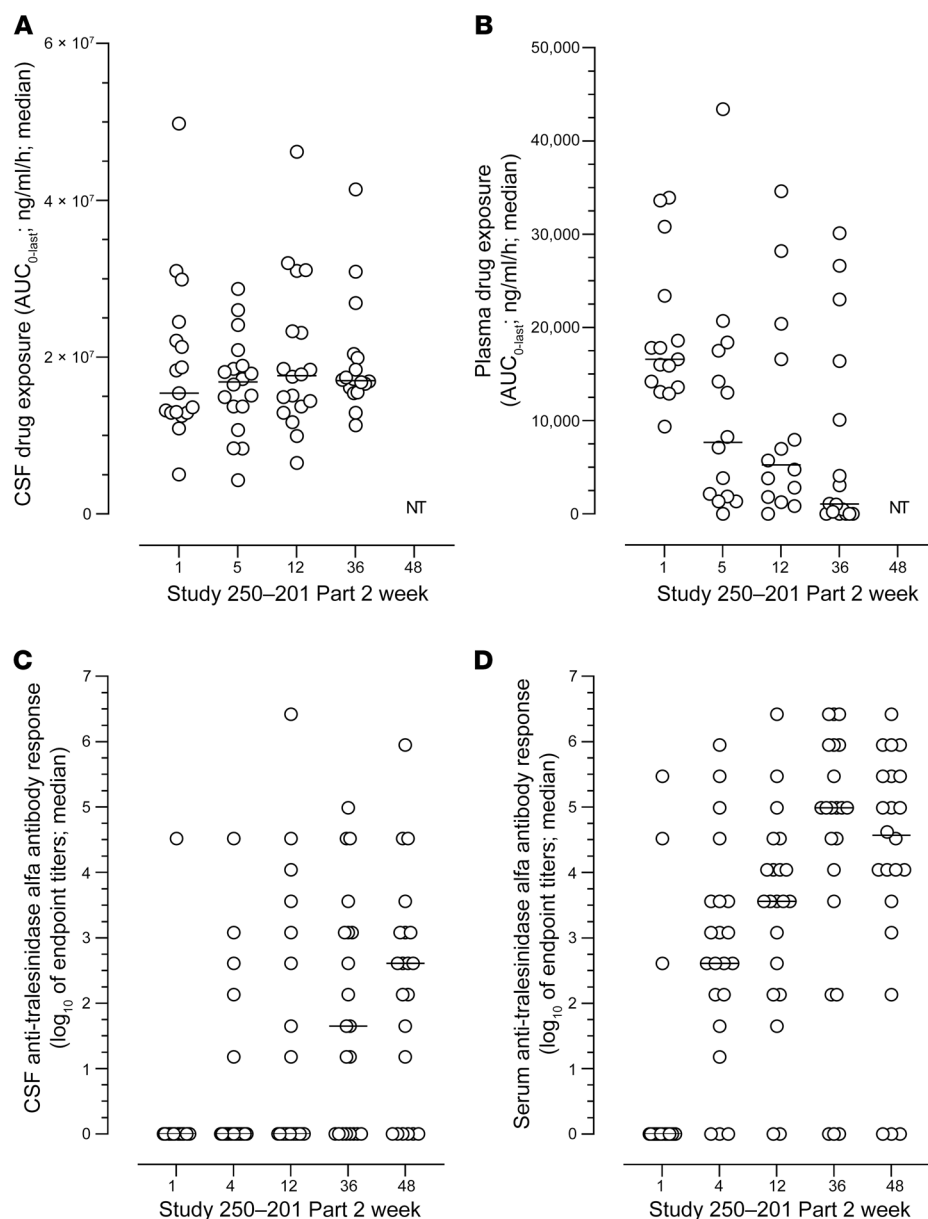 A
CSF drug exposure (AUC0-last; ng/ml/h; median)
6 × 10⁷
4 × 10⁷
2 × 10⁷
0
NT
1 5 12 36 48
Study 250–201 Part 2 week
B
Plasma drug exposure
(AUC0-last; ng/ml/h; median)
50,000
40,000
30,000
20,000
10,000
0
NT
1 5 12 36 48
Study 250–201 Part 2 week
C
CSF anti-tralesinidase alfa antibody response
(log10 of endpoint titers; median)
7
6
5
4
3
2
1
0
1 4 12 36 48
Study 250–201 Part 2 week
D
Serum anti-tralesinidase alfa antibody response
(log10 of endpoint titers; median)
7
6
5
4
3
2
1
0
1 4 12 36 48
Study 250–201 Part 2 week